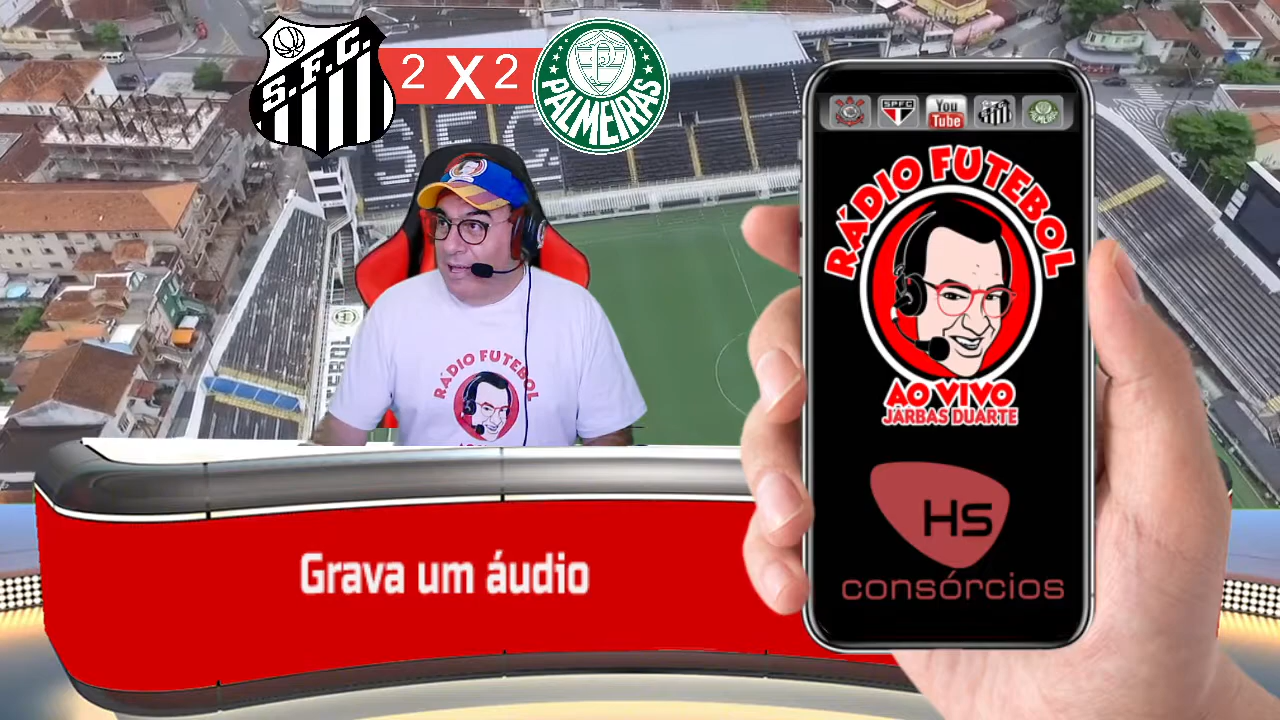 S.F.C.
2 X 2
PALMEIRAS
SFC
SPFC
You
Tube
RÁDIO FUTEBOL
AO VIVO
JARBAS DUARTE
RÁDIO FUTEBOL
HS
consórcios
Grava um áudio